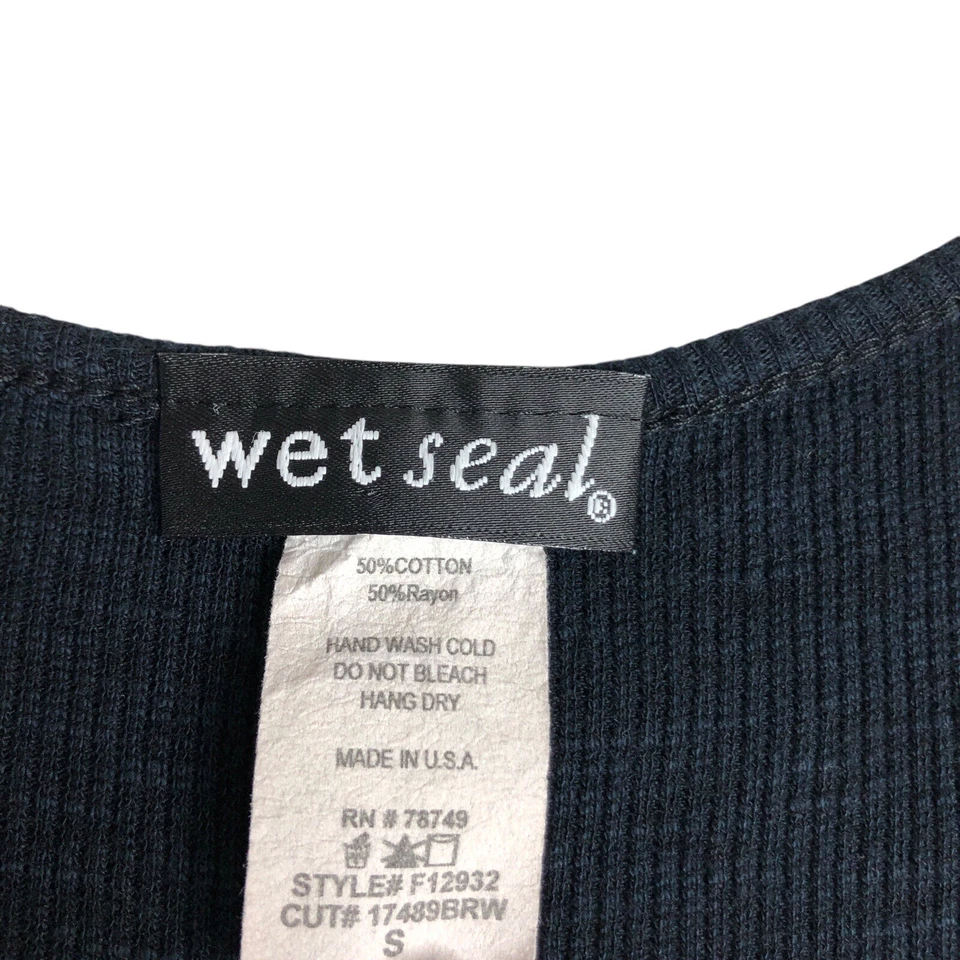 wet seal®
50%COTTON
50%Rayon
HAND WASH COLD
DO NOT BLEACH
HANG DRY
MADE IN U.S.A.
RN # 78749
STYLE# F12932
CUT# 17489BRW
S